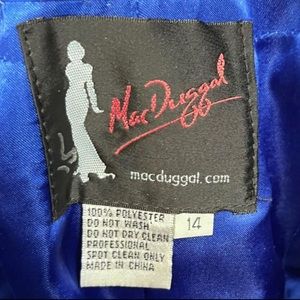 Mac Duggal
macduggal.com
100% POLYESTER
DO NOT WASH
DO NOT DRY CLEAN
PROFESSIONAL
SPOT CLEAN ONLY
MADE IN CHINA
14